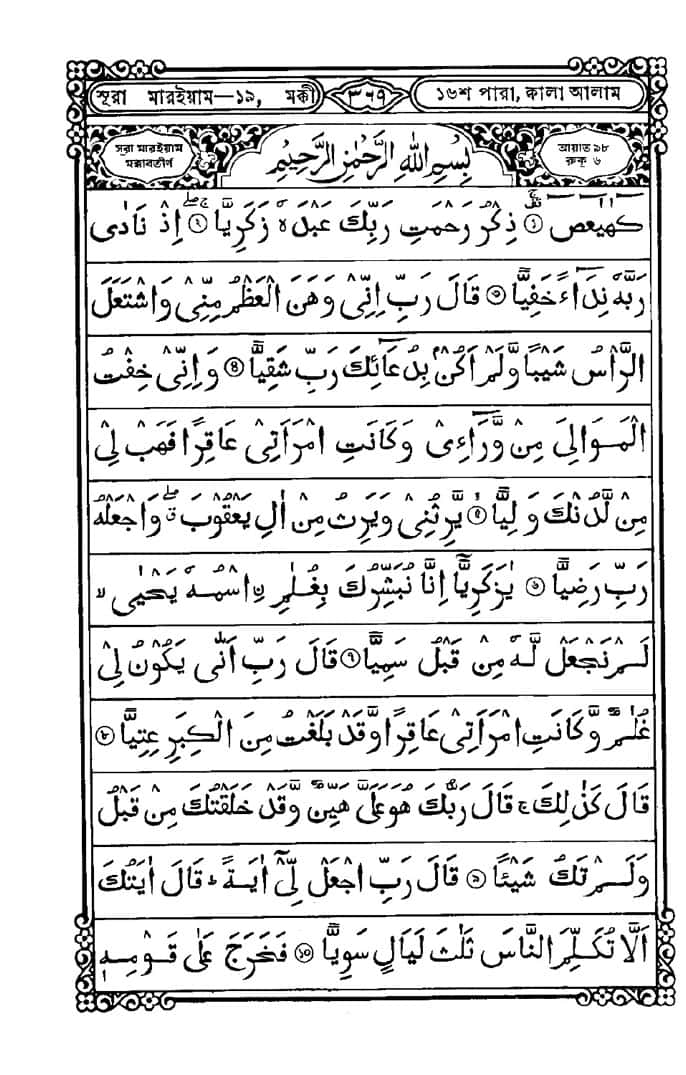 সূরা মারইয়াম—১৯, মক্কী ৩৬৭ ১৬শ পারা, ক্বালা আলাম
সূরা মারইয়াম بِسْمِ اللّٰهِ الرَّحْمٰنِ الرَّحِيْمِ আয়াত ৯৮
মক্কাবতীর্ণ রুকূ ৬
كٓهٰيٰعٓصٓ ۚ ① ذِكْرُ رَحْمَتِ رَبِّكَ عَبْدَهٗ زَكَرِيَّا ۖۚ ② اِذْ نَادٰى
رَبَّهٗ نِدَآءً خَفِيًّا ③ قَالَ رَبِّ اِنِّيْ وَهَنَ الْعَظْمُ مِنِّيْ وَاشْتَعَلَ
الرَّاْسُ شَيْبًا وَّلَمْ اَكُنْۢ بِدُعَآئِكَ رَبِّ شَقِيًّا ④ وَاِنِّيْ خِفْتُ
الْمَوَالِيَ مِنْ وَّرَآءِيْ وَكَانَتِ امْرَاَتِيْ عَاقِرًا فَهَبْ لِيْ
مِنْ لَّدُنْكَ وَلِيًّا ⑤ يَّرِثُنِيْ وَيَرِثُ مِنْ اٰلِ يَعْقُوْبَ ۖق وَاجْعَلْهُ
رَبِّ رَضِيًّا ⑥ يٰزَكَرِيَّآ اِنَّا نُبَشِّرُكَ بِغُلٰمِ ࣙاسْمُهٗ يَحْيٰى ۙ
لَمْ نَجْعَلْ لَّهٗ مِنْ قَبْلُ سَمِيًّا ⑦ قَالَ رَبِّ اَنّٰى يَكُوْنُ لِيْ
غُلٰمٌ وَّكَانَتِ امْرَاَتِيْ عَاقِرًا وَّقَدْ بَلَغْتُ مِنَ الْكِبَرِ عِتِيًّا ⑧
قَالَ كَذٰلِكَ ۚ قَالَ رَبُّكَ هُوَ عَلَيَّ هَيِّنٌ وَّقَدْ خَلَقْتُكَ مِنْ قَبْلُ
وَلَمْ تَكُ شَيْئًا ⑨ قَالَ رَبِّ اجْعَلْ لِّيْٓ اٰيَةً ؕ قَالَ اٰيَتُكَ
اَلَّا تُكَلِّمَ النَّاسَ ثَلٰثَ لَيَالٍ سَوِيًّا ⑩ فَخَرَجَ عَلٰى قَوْمِهٖ